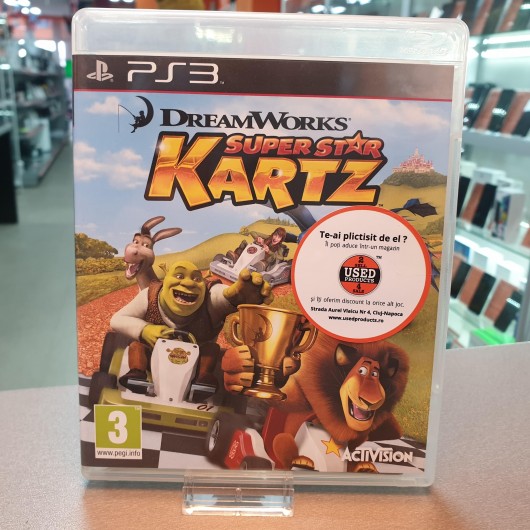 PS3
DREAMWORKS
SUPER STAR
KARTZ
Te-ai plictisit de el ?
Îl poți aduce într-un magazin
USED
PRODUCTS
și îți oferim discount la orice alt joc.
Strada Aurel Vlaicu Nr 4, Cluj-Napoca
www.usedproducts.ro
3
www.pegi.info
ACTIVISION